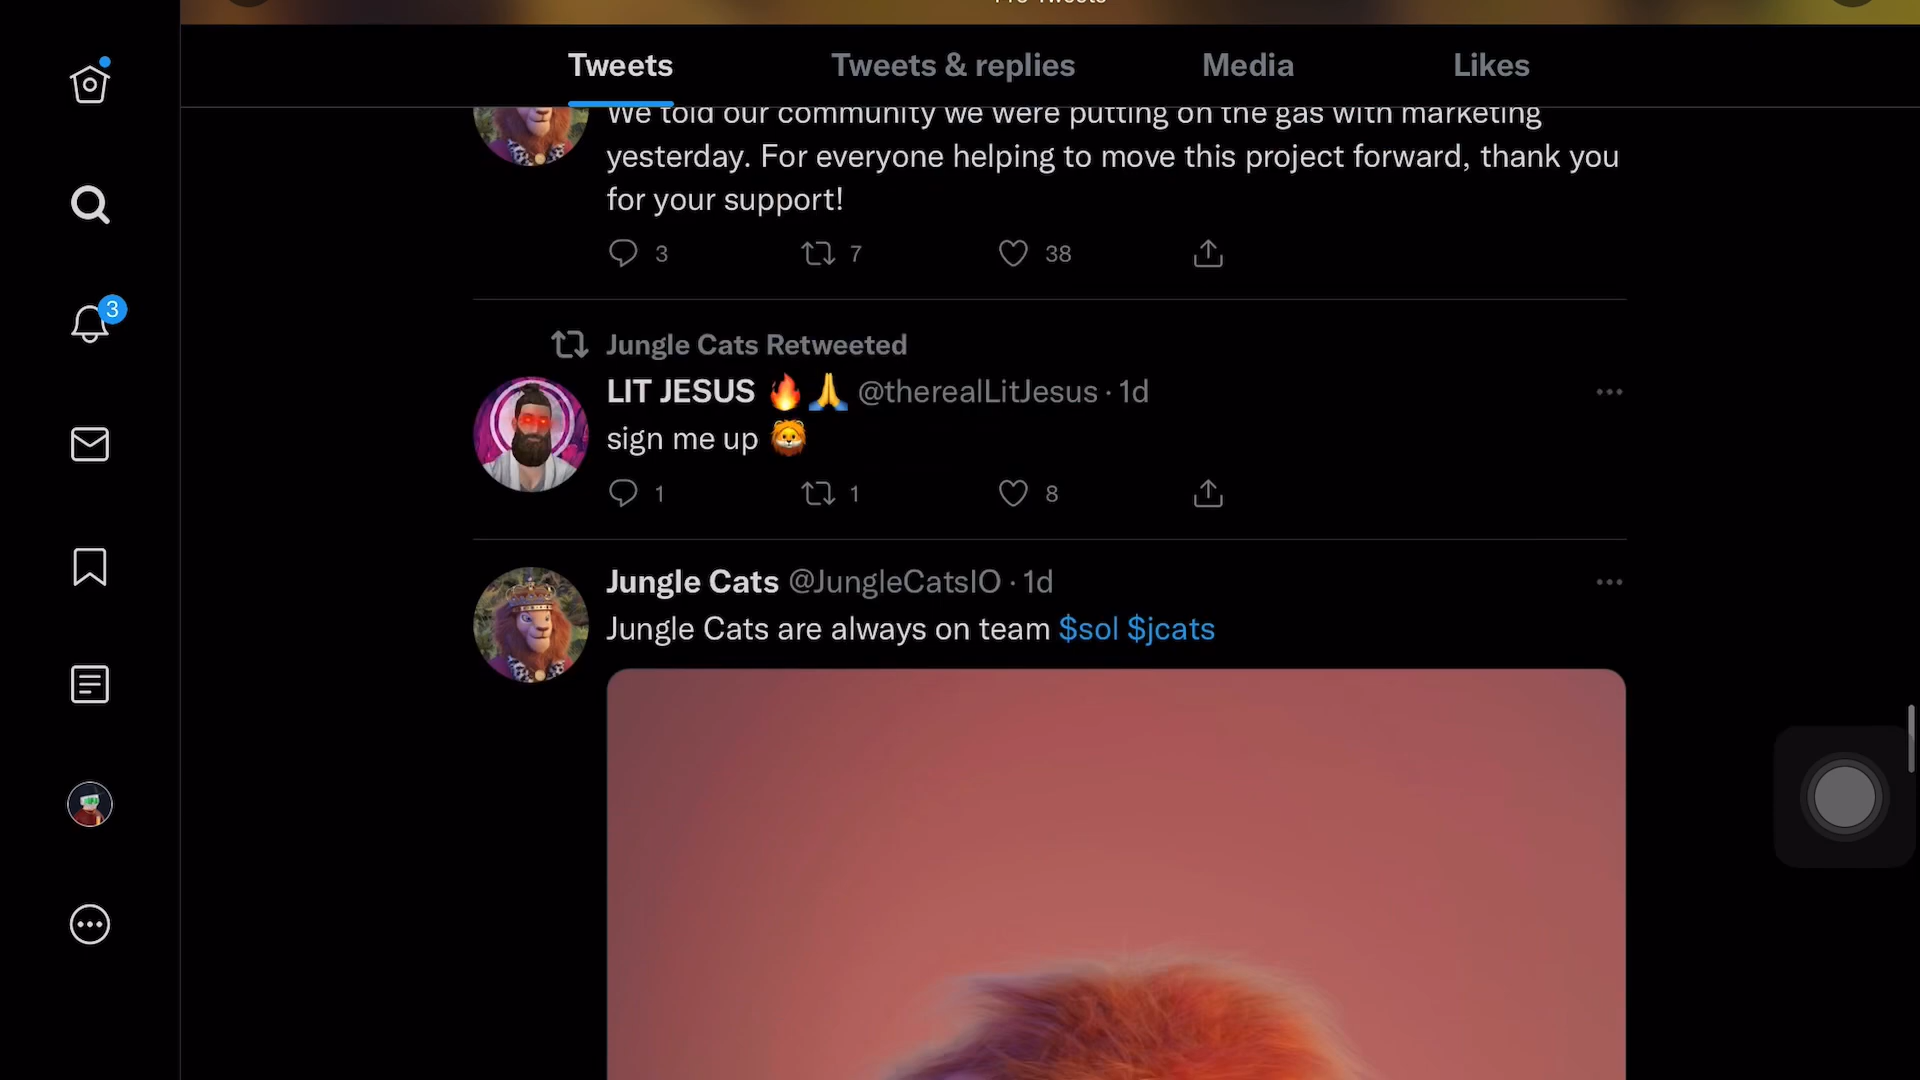 Tweets Tweets & replies Media Likes
We told our community we were putting on the gas with marketing
yesterday. For everyone helping to move this project forward, thank you
for your support!
3 7 38
3
Jungle Cats Retweeted
LIT JESUS 🔥🙏 @therealLitJesus · 1d
sign me up 🦁
1 1 8
Jungle Cats @JungleCatsIO · 1d
Jungle Cats are always on team $sol $jcats